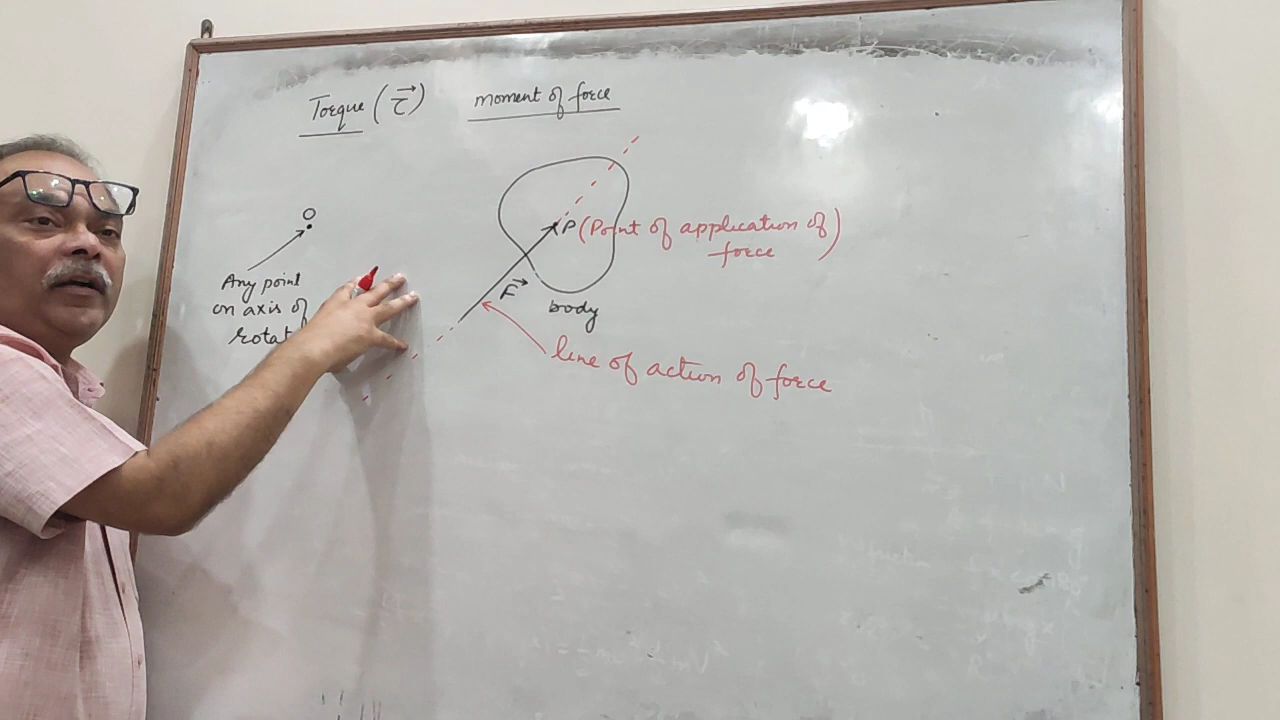 Torque (τ⃗) moment of force
O
P (Point of application of force)
Any point
on axis of
F⃗
body
line of action of force